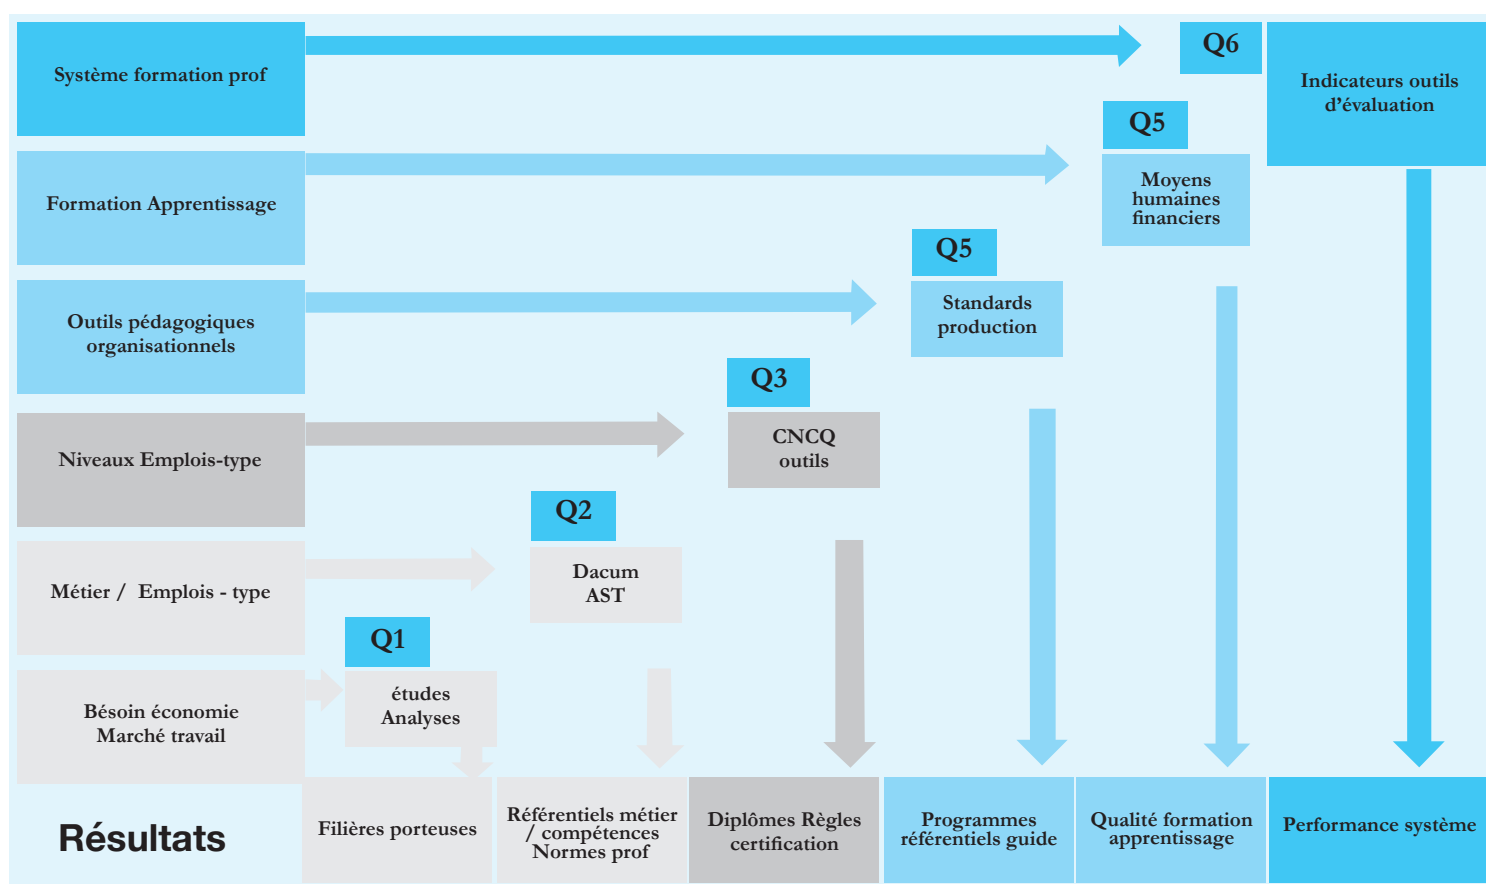 Système formation prof
Q6
Indicateurs outils
d'évaluation
Q5
Formation Apprentissage
Moyens
humaines
financiers
Q5
Outils pédagogiques
organisationnels
Standards
production
Q3
Niveaux Emplois-type
CNCQ
outils
Q2
Métier / Emplois - type
Dacum
AST
Q1
Bésoin économie
Marché travail
études
Analyses
Résultats
Filières porteuses
Référentiels métier
/ compétences
Normes prof
Diplômes Règles
certification
Programmes
référentiels guide
Qualité formation
apprentissage
Performance système